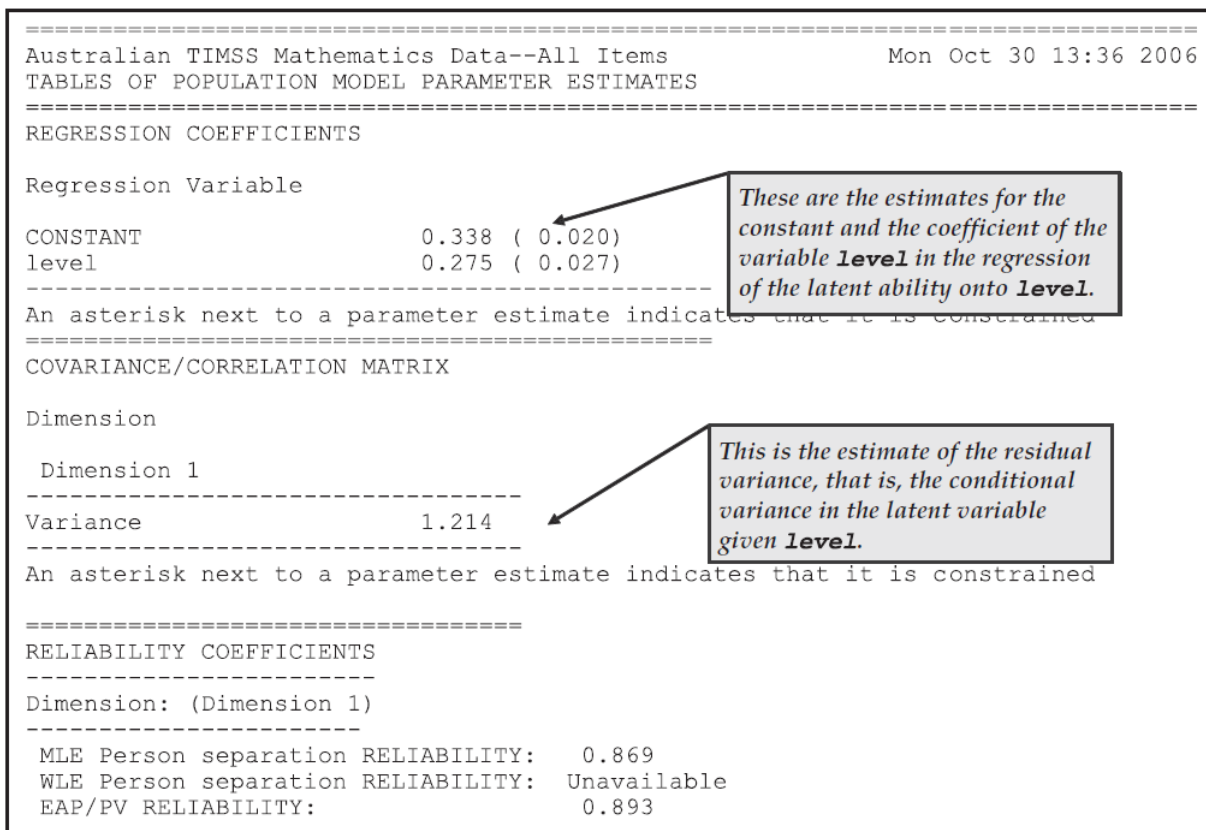 ================================================================================
Australian TIMSS Mathematics Data--All Items Mon Oct 30 13:36 2006
TABLES OF POPULATION MODEL PARAMETER ESTIMATES
================================================================================
REGRESSION COEFFICIENTS
Regression Variable
CONSTANT 0.338 ( 0.020)
level 0.275 ( 0.027)
-----------------------------------------------
These are the estimates for the
constant and the coefficient of the
variable level in the regression
of the latent ability onto level.
An asterisk next to a parameter estimate indicates that it is constrained
===============================================
COVARIANCE/CORRELATION MATRIX
Dimension
Dimension 1
----------------------------------
Variance 1.214
----------------------------------
This is the estimate of the residual
variance, that is, the conditional
variance in the latent variable
given level.
An asterisk next to a parameter estimate indicates that it is constrained
==================================
RELIABILITY COEFFICIENTS
------------------------
Dimension: (Dimension 1)
-----------------------
MLE Person separation RELIABILITY: 0.869
WLE Person separation RELIABILITY: Unavailable
EAP/PV RELIABILITY: 0.893